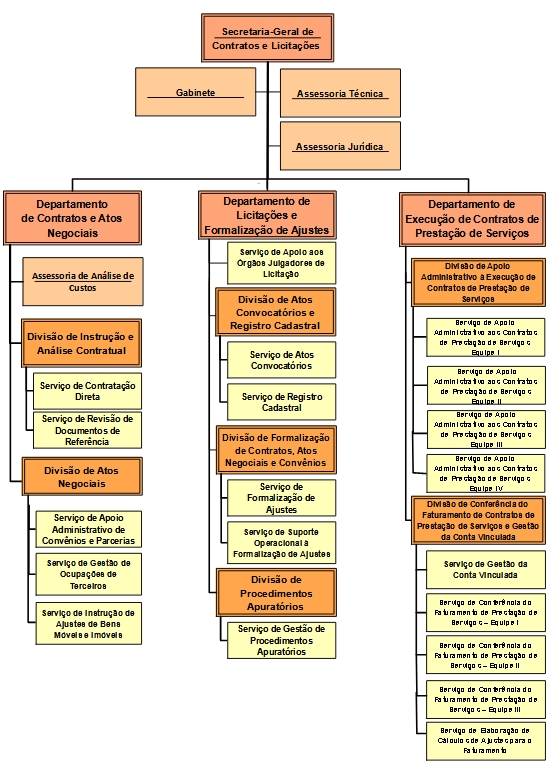 Secretaria-Geral de
Contratos e Licitações
Gabinete
Assessoria Técnica
Assessoria Jurídica
Departamento
de Contratos e Atos
Negociais
Assessoria de Análise de
Custos
Divisão de Instrução e
Análise Contratual
Serviço de Contratação
Direta
Serviço de Revisão de
Documentos de
Referência
Divisão de Atos
Negociais
Serviço de Apoio
Administrativo de
Convênios e Parcerias
Serviço de Gestão de
Ocupações de
Terceiros
Serviço de Instrução de
Ajustes de Bens
Móveis e Imóveis
Departamento de
Licitações e
Formalização de Ajustes
Serviço de Apoio aos
Órgãos Julgadores de
Licitação
Divisão de Atos
Convocatórios e
Registro Cadastral
Serviço de Atos
Convocatórios
Serviço de Registro
Cadastral
Divisão de Formalização
de Contratos, Atos
Negociais e Convênios
Serviço de
Formalização de
Ajustes
Serviço de Suporte
Operacional à
Formalização de Ajustes
Divisão de
Procedimentos
Apuratórios
Serviço de Gestão de
Procedimentos
Apuratórios
Departamento de
Execução de Contratos de
Prestação de Serviços
Divisão de Apoio
Administrativo à Execução de
Contratos de Prestação de
Serviços
Serviço de Apoio
Administrativo aos Contratos
de Prestação de Serviços
Equipe I
Serviço de Apoio
Administrativo aos Contratos
de Prestação de Serviços
Equipe II
Serviço de Apoio
Administrativo aos Contratos
de Prestação de Serviços
Equipe III
Serviço de Apoio
Administrativo aos Contratos
de Prestação de Serviços
Equipe IV
Divisão de Conferência do
Faturamento de Contratos de
Prestação de Serviços e Gestão
da Conta Vinculada
Serviço de Gestão da
Conta Vinculada
Serviço de Conferência do
Faturamento de Prestação de
Serviços – Equipe I
Serviço de Conferência do
Faturamento de Prestação de
Serviços – Equipe II
Serviço de Conferência do
Faturamento de Prestação de
Serviços – Equipe III
Serviço de Elaboração de
Cálculos de Ajustes para o
Faturamento